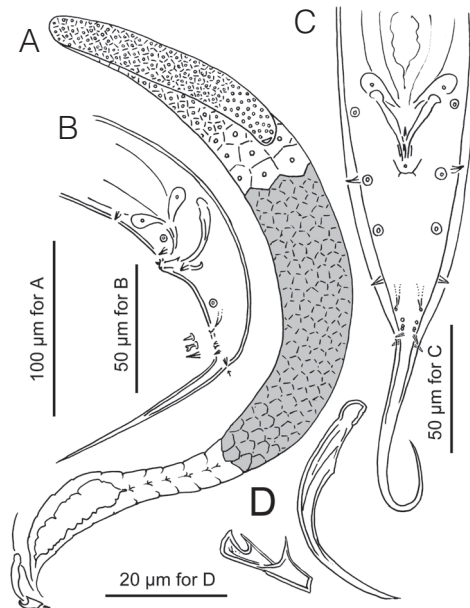 A
B
C
100 µm for A
50 µm for B
50 µm for C
D
20 µm for D